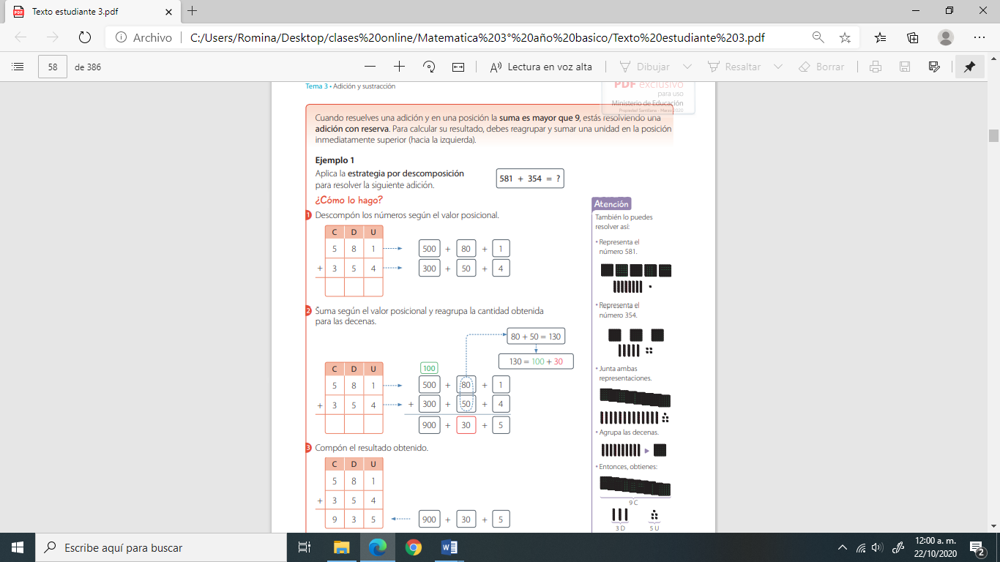 Texto estudiante 3.pdf
Archivo
C:/Users/Romina/Desktop/clases%20online/Matematica%203°%20año%20basico/Texto%20estudiante%203.pdf
58 de 386
Lectura en voz alta
Dibujar
Resaltar
Borrar
Tema 3 • Adición y sustracción
PDF exclusivo
para uso
Ministerio de Educación
Propiedad Santillana - Marzo 2020
Cuando resuelves una adición y en una posición la suma es mayor que 9, estás resolviendo una
adición con reserva. Para calcular su resultado, debes reagrupar y sumar una unidad en la posición
inmediatamente superior (hacia la izquierda).
Ejemplo 1
Aplica la estrategia por descomposición
para resolver la siguiente adición.
581 + 354 = ?
¿Cómo lo hago?
1 Descompón los números según el valor posicional.
C D U
5 8 1 500 + 80 + 1
+ 3 5 4 300 + 50 + 4
2 Suma según el valor posicional y reagrupa la cantidad obtenida
para las decenas.
80 + 50 = 130
130 = 100 + 30
C D U 100
5 8 1 500 + 80 + 1
+ 3 5 4 + 300 + 50 + 4
900 + 30 + 5
3 Compón el resultado obtenido.
C D U
5 8 1
+ 3 5 4
9 3 5 900 + 30 + 5
Atención
También lo puedes
resolver así:
• Representa el
número 581.
• Representa el
número 354.
• Junta ambas
representaciones.
• Agrupa las decenas.
• Entonces, obtienes:
9 C
3 D 5 U
Escribe aquí para buscar
12:00 a. m.
22/10/2020
2